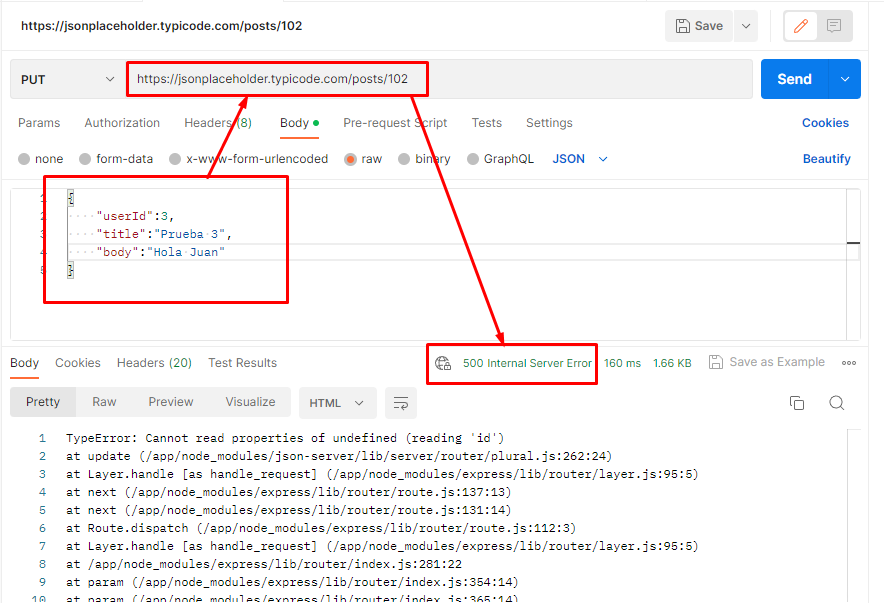 https://jsonplaceholder.typicode.com/posts/102
Save
PUT
https://jsonplaceholder.typicode.com/posts/102
Send
Params Authorization Headers (8) Body Pre-request Script Tests Settings Cookies
none form-data x-www-form-urlencoded raw binary GraphQL JSON Beautify
1 {
2 "userId":3,
3 "title":"Prueba 3",
4 "body":"Hola Juan"
5 }
Body Cookies Headers (20) Test Results 500 Internal Server Error 160 ms 1.66 KB Save as Example
Pretty Raw Preview Visualize HTML
1 TypeError: Cannot read properties of undefined (reading 'id')
2 at update (/app/node_modules/json-server/lib/server/router/plural.js:262:24)
3 at Layer.handle [as handle_request] (/app/node_modules/express/lib/router/layer.js:95:5)
4 at next (/app/node_modules/express/lib/router/route.js:137:13)
5 at next (/app/node_modules/express/lib/router/route.js:131:14)
6 at Route.dispatch (/app/node_modules/express/lib/router/route.js:112:3)
7 at Layer.handle [as handle_request] (/app/node_modules/express/lib/router/layer.js:95:5)
8 at /app/node_modules/express/lib/router/index.js:281:22
9 at param (/app/node_modules/express/lib/router/index.js:354:14)
10 at param (/app/node_modules/express/lib/router/index.js:365:14)